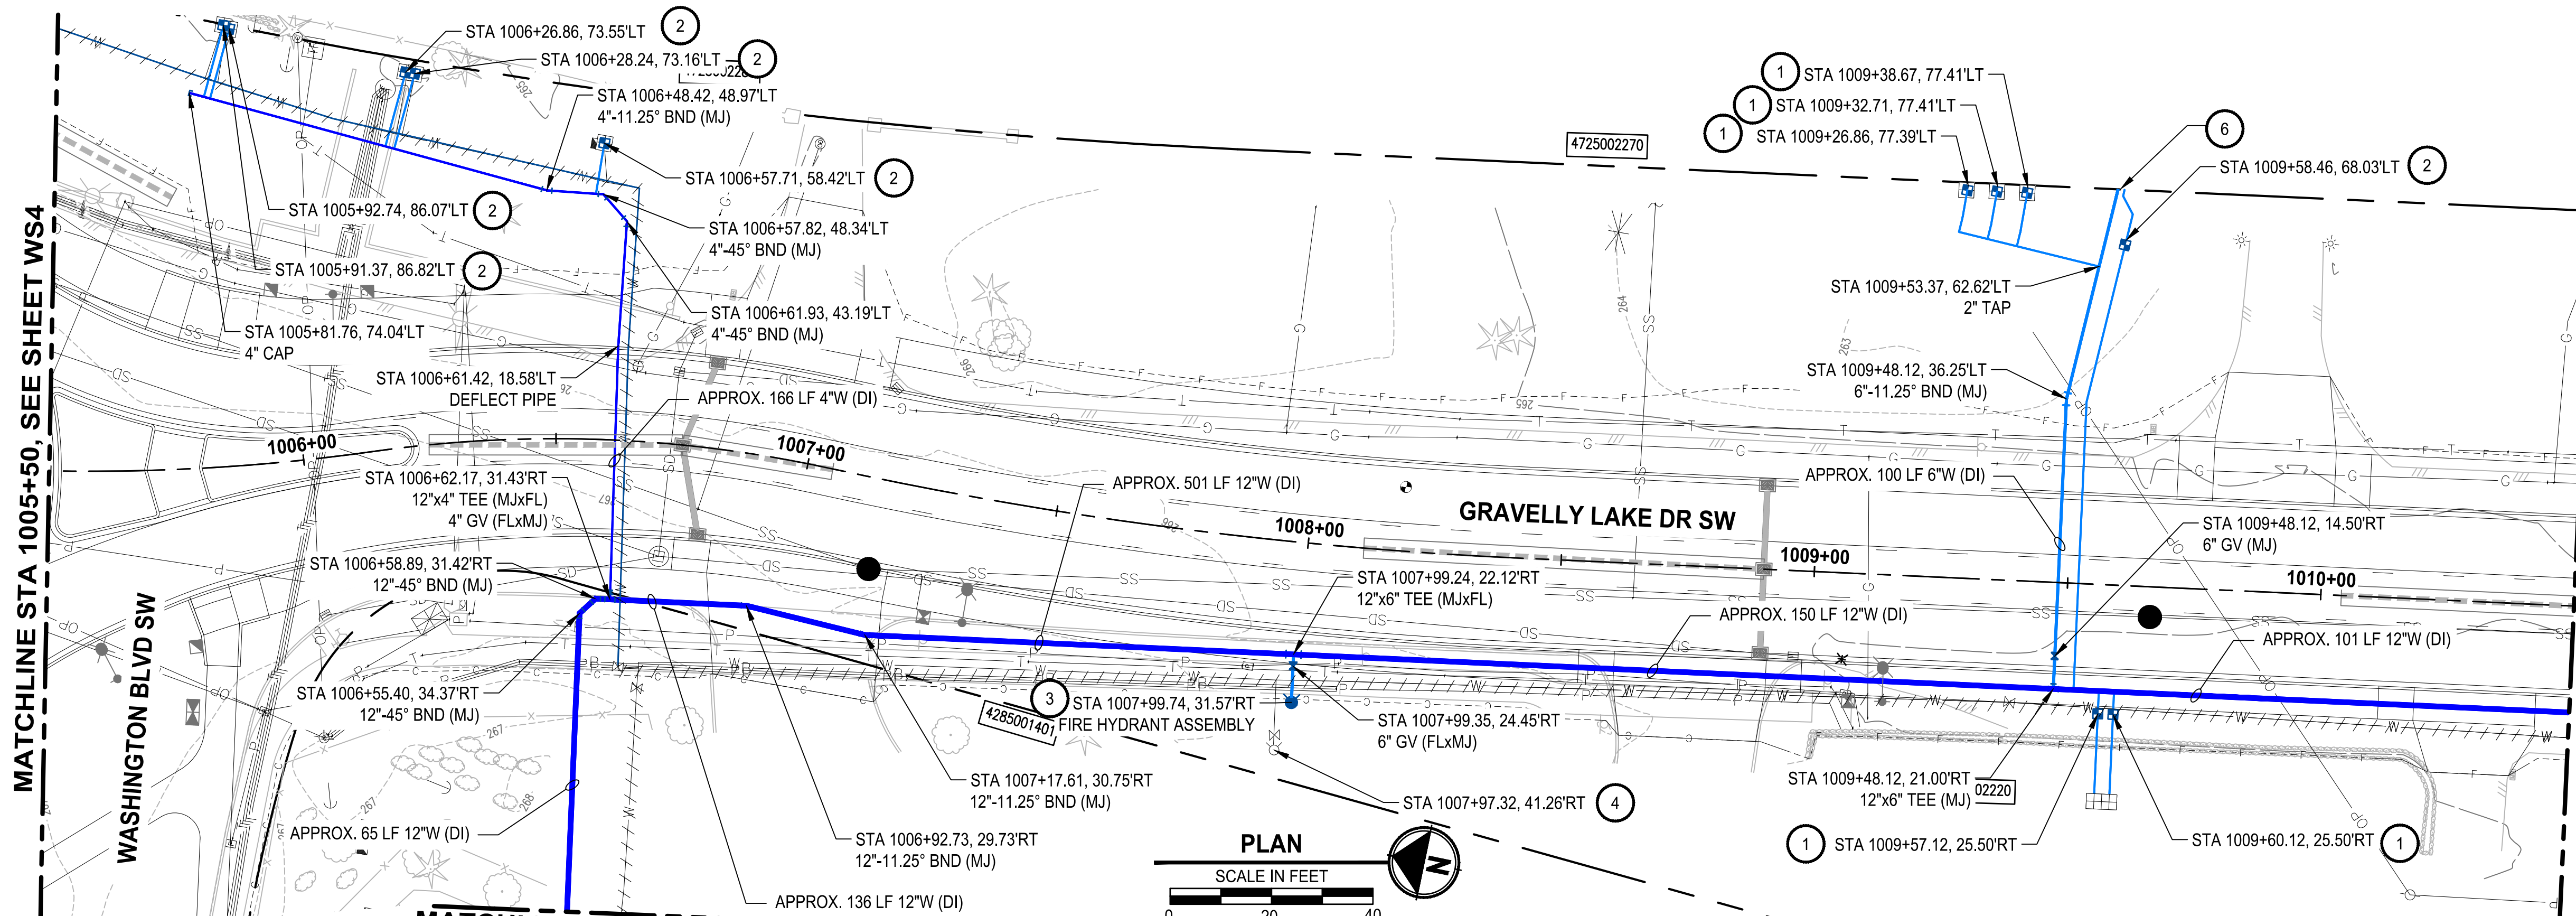 MATCHLINE STA 1005+50, SEE SHEET WS4
WASHINGTON BLVD SW
STA 1006+26.86, 73.55'LT
2
STA 1006+28.24, 73.16'LT
2
STA 1006+48.42, 48.97'LT
4"-11.25° BND (MJ)
STA 1006+57.71, 58.42'LT
2
STA 1005+92.74, 86.07'LT
2
STA 1006+57.82, 48.34'LT
4"-45° BND (MJ)
STA 1005+91.37, 86.82'LT
2
STA 1006+61.93, 43.19'LT
4"-45° BND (MJ)
STA 1005+81.76, 74.04'LT
4" CAP
STA 1006+61.42, 18.58'LT
DEFLECT PIPE
APPROX. 166 LF 4"W (DI)
1006+00
1007+00
STA 1006+62.17, 31.43'RT
12"x4" TEE (MJxFL)
4" GV (FLxMJ)
STA 1006+58.89, 31.42'RT
12"-45° BND (MJ)
STA 1006+55.40, 34.37'RT
12"-45° BND (MJ)
APPROX. 65 LF 12"W (DI)
APPROX. 136 LF 12"W (DI)
STA 1006+92.73, 29.73'RT
12"-11.25° BND (MJ)
STA 1007+17.61, 30.75'RT
12"-11.25° BND (MJ)
APPROX. 501 LF 12"W (DI)
1008+00
GRAVELLY LAKE DR SW
1009+00
1010+00
STA 1007+99.24, 22.12'RT
12"x6" TEE (MJxFL)
3
STA 1007+99.74, 31.57'RT
FIRE HYDRANT ASSEMBLY
4285001401
STA 1007+99.35, 24.45'RT
6" GV (FLxMJ)
STA 1007+97.32, 41.26'RT
4
APPROX. 150 LF 12"W (DI)
4725002270
1
STA 1009+38.67, 77.41'LT
1
STA 1009+32.71, 77.41'LT
1
STA 1009+26.86, 77.39'LT
6
STA 1009+58.46, 68.03'LT
2
STA 1009+53.37, 62.62'LT
2" TAP
STA 1009+48.12, 36.25'LT
6"-11.25° BND (MJ)
APPROX. 100 LF 6"W (DI)
STA 1009+48.12, 14.50'RT
6" GV (MJ)
APPROX. 101 LF 12"W (DI)
STA 1009+48.12, 21.00'RT
12"x6" TEE (MJ)
02220
1
STA 1009+57.12, 25.50'RT
STA 1009+60.12, 25.50'RT
1
PLAN
N
SCALE IN FEET
0 20 40
267
268
267
266
266
265
265
264
263